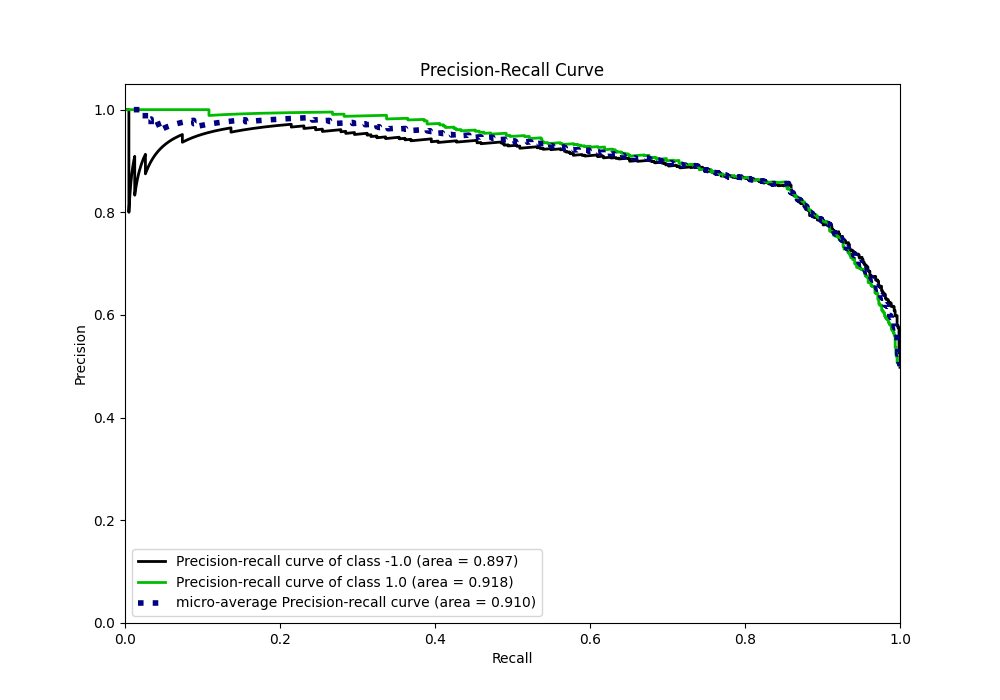 Precision-Recall Curve
1.0
0.8
0.6
0.4
0.2
0.0
Precision
Precision-recall curve of class -1.0 (area = 0.897)
Precision-recall curve of class 1.0 (area = 0.918)
micro-average Precision-recall curve (area = 0.910)
0.0 0.2 0.4 0.6 0.8 1.0
Recall